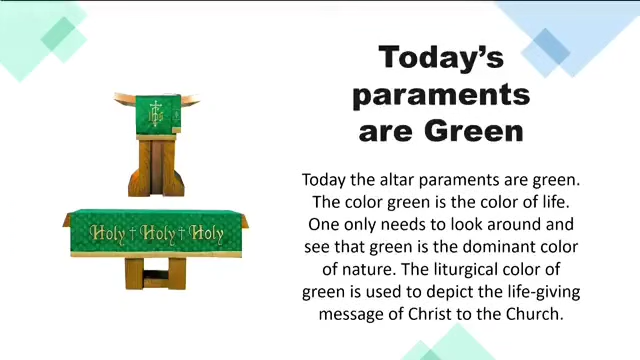 Today’s
paraments
are Green
Today the altar paraments are green.
The color green is the color of life.
One only needs to look around and
see that green is the dominant color
of nature. The liturgical color of
green is used to depict the life-giving
message of Christ to the Church.
IHS
Holy † Holy † Holy